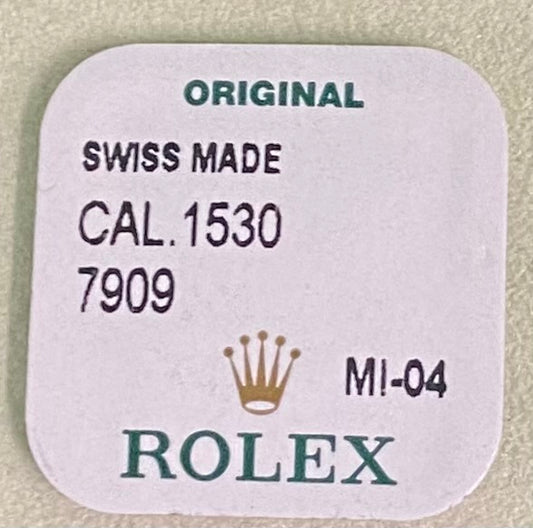 ORIGINAL
SWISS MADE
CAL.1530
7909
MI-04
ROLEX